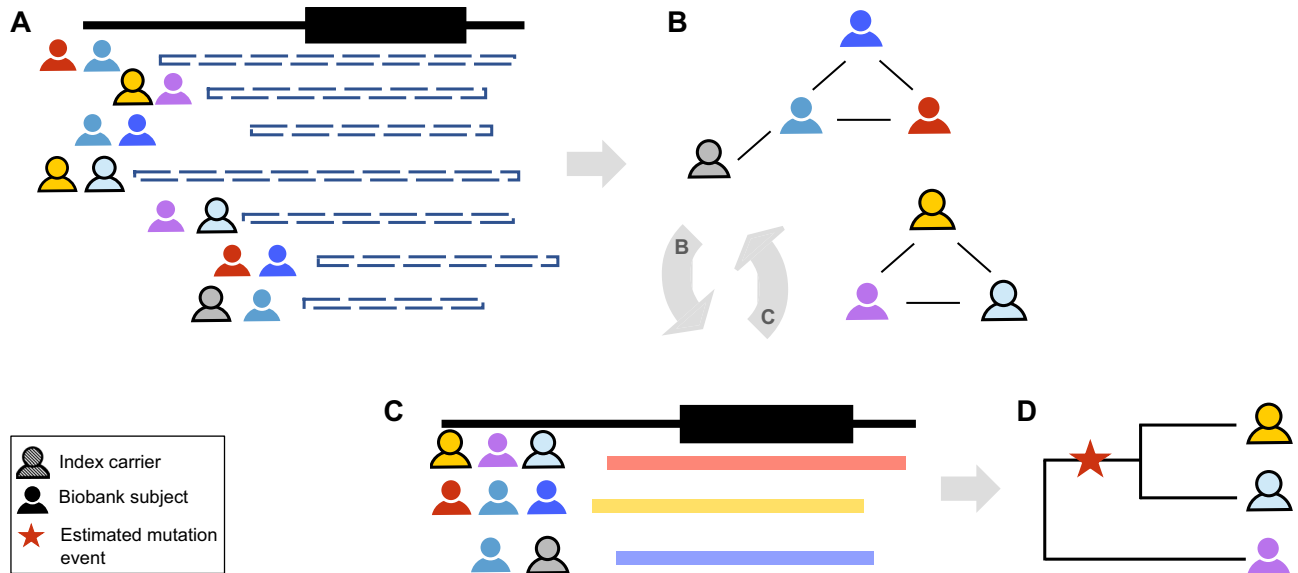 A
B
B
C
C
D
Index carrier
Biobank subject
Estimated mutation
event